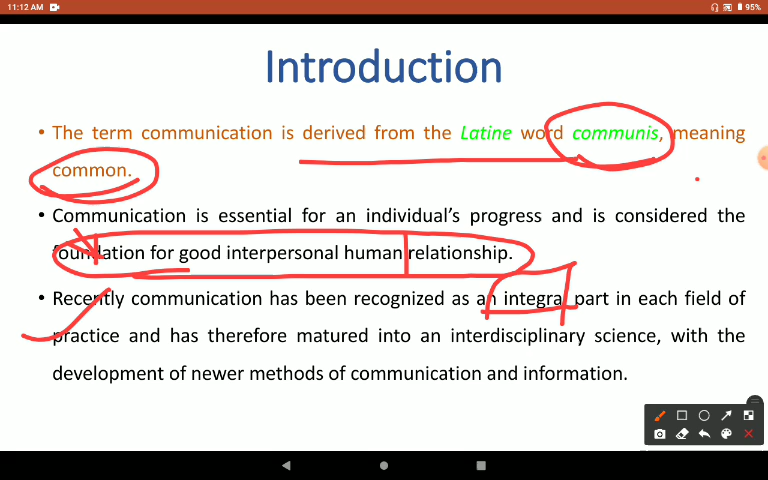 11:12 AM
95%
Introduction
• The term communication is derived from the Latine word communis, meaning
common.
• Communication is essential for an individual's progress and is considered the
foundation for good interpersonal human relationship.
• Recently communication has been recognized as an integral part in each field of
practice and has therefore matured into an interdisciplinary science, with the
development of newer methods of communication and information.